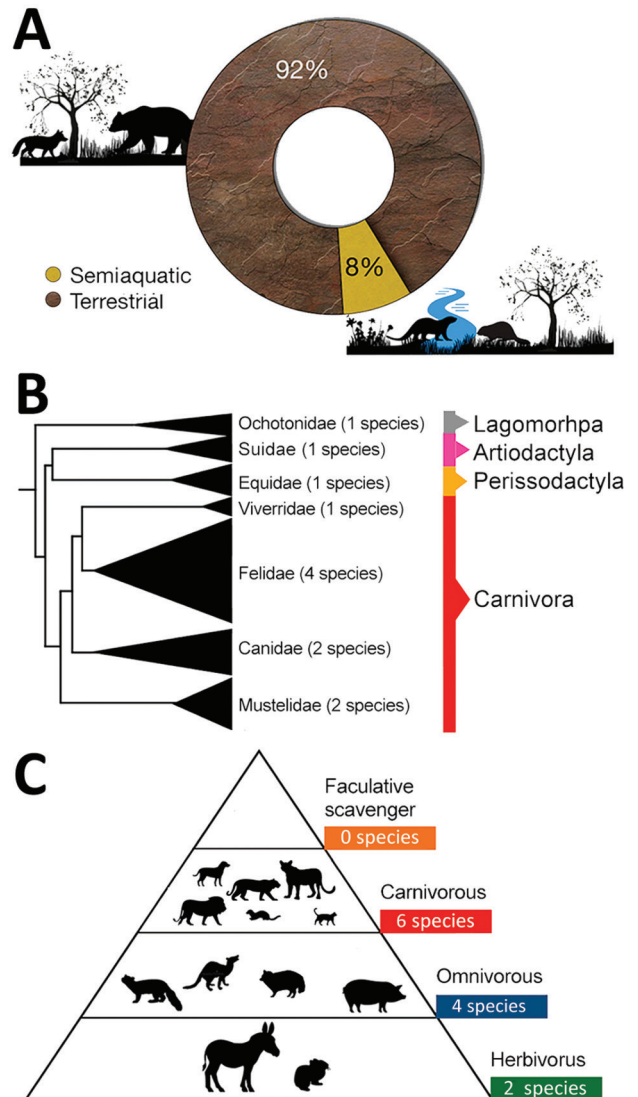 A
92%
8%
Semiaquatic
Terrestrial
B
Ochotonidae (1 species)
Suidae (1 species)
Equidae (1 species)
Viverridae (1 species)
Felidae (4 species)
Canidae (2 species)
Mustelidae (2 species)
Lagomorhpa
Artiodactyla
Perissodactyla
Carnivora
C
Faculative
scavenger
0 species
Carnivorous
6 species
Omnivorous
4 species
Herbivorus
2 species